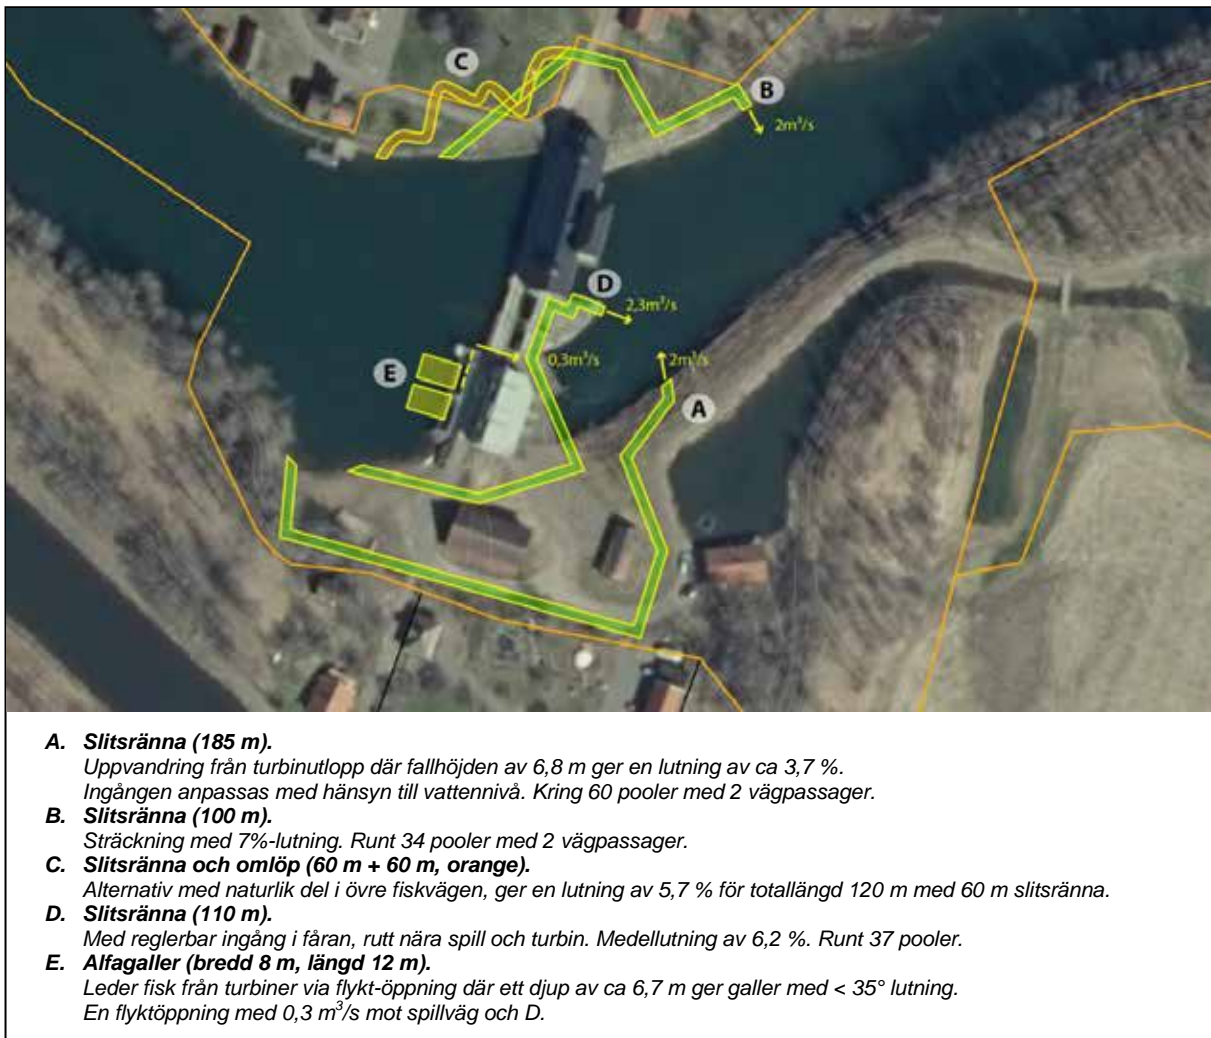 C
B
2m³/s
D
2,3m³/s
E
0,3m³/s
2m³/s
A
A. Slitsränna (185 m).
Uppvandring från turbinutlopp där fallhöjden av 6,8 m ger en lutning av ca 3,7 %.
Ingången anpassas med hänsyn till vattennivå. Kring 60 pooler med 2 vägpassager.
B. Slitsränna (100 m).
Sträckning med 7%-lutning. Runt 34 pooler med 2 vägpassager.
C. Slitsränna och omlöp (60 m + 60 m, orange).
Alternativ med naturlik del i övre fiskvägen, ger en lutning av 5,7 % för totallängd 120 m med 60 m slitsränna.
D. Slitsränna (110 m).
Med reglerbar ingång i fåran, rutt nära spill och turbin. Medellutning av 6,2 %. Runt 37 pooler.
E. Alfagaller (bredd 8 m, längd 12 m).
Leder fisk från turbiner via flykt-öppning där ett djup av ca 6,7 m ger galler med < 35° lutning.
En flyktöppning med 0,3 m³/s mot spillväg och D.